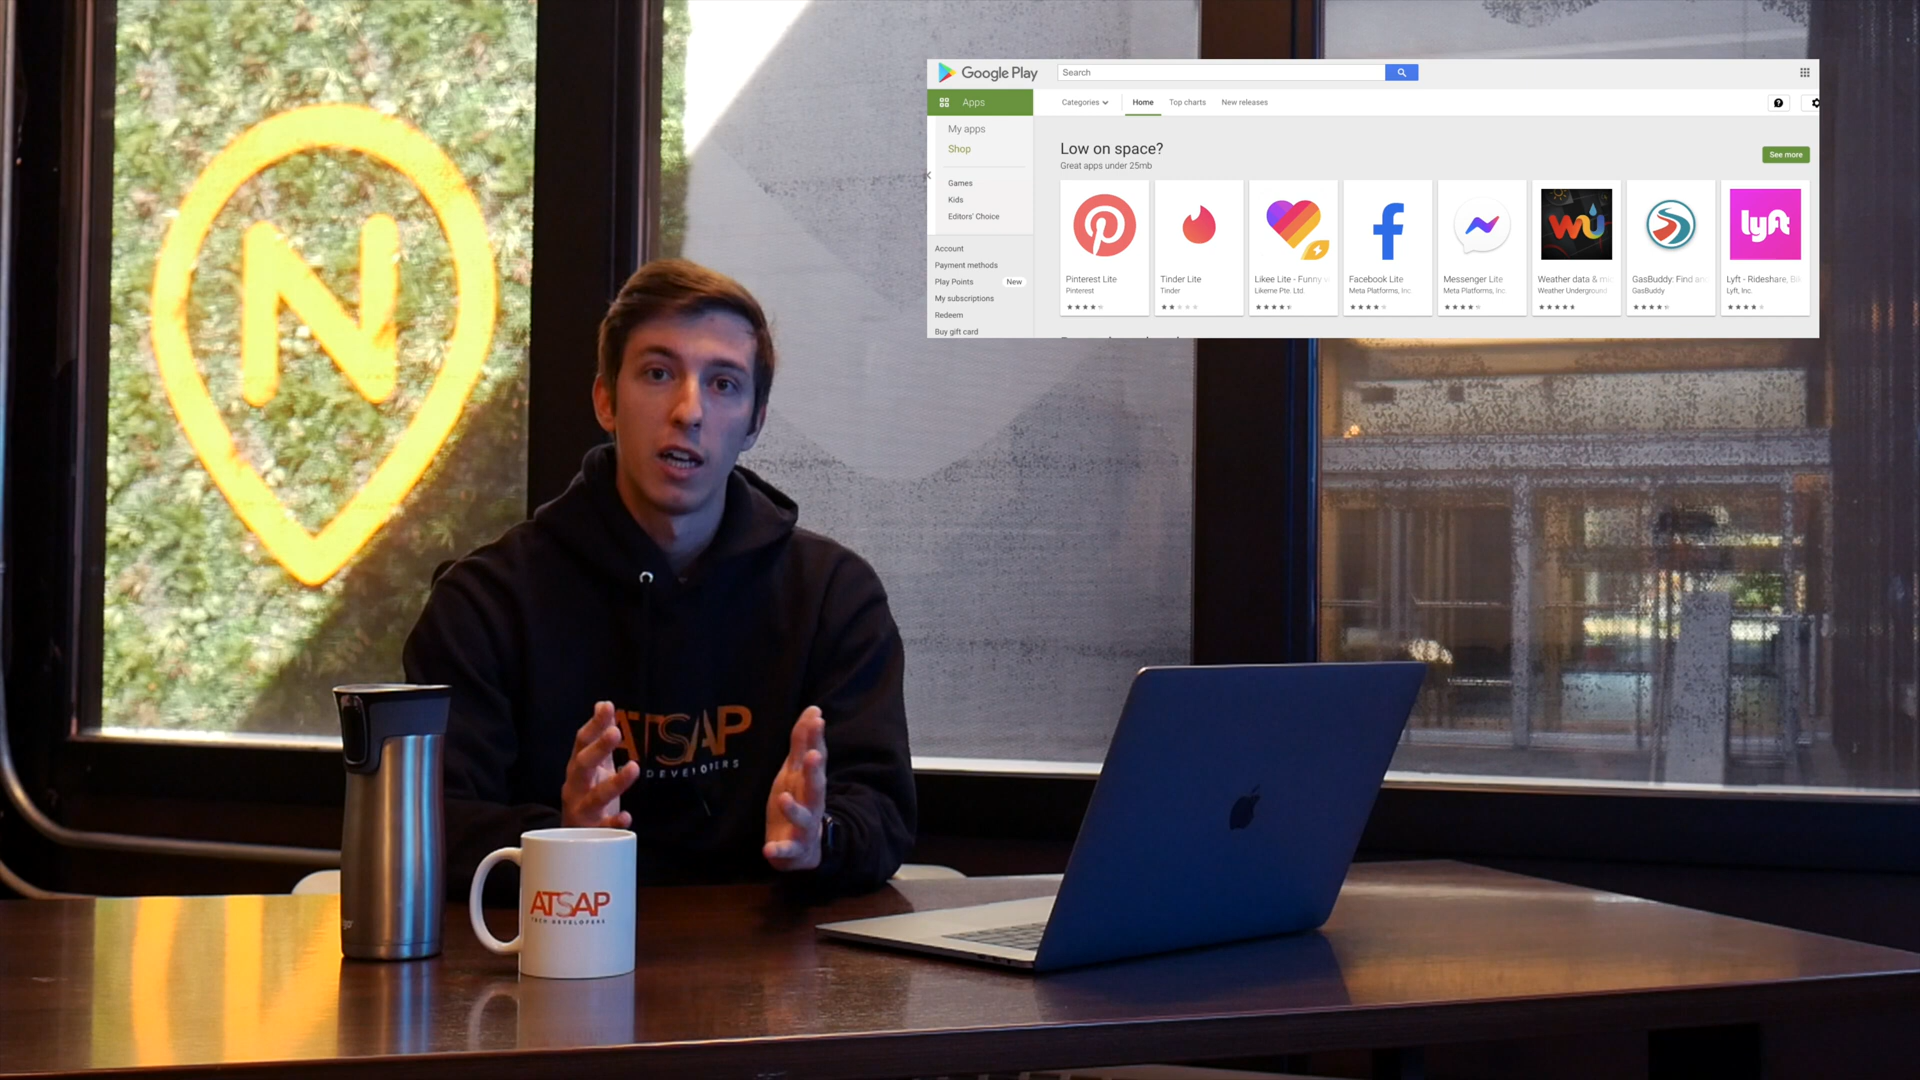 N
Google Play
Search
Apps
Categories
Home
Top charts
New releases
My apps
Shop
Games
Kids
Editors' Choice
Account
Payment methods
Play Points
New
My subscriptions
Redeem
Buy gift card
Low on space?
Great apps under 25mb
See more
Pinterest Lite
Pinterest
Tinder Lite
Tinder
Likee Lite - Funny
Likeme Pte. Ltd.
Facebook Lite
Meta Platforms, Inc.
Messenger Lite
Meta Platforms, Inc.
WU
Weather data &
Weather Underground
GasBuddy: Find
GasBuddy
lyft
Lyft - Rideshare,
Lyft, Inc.
ATSAP
DEVELOPERS
ATSAP
TECH DEVELOPERS